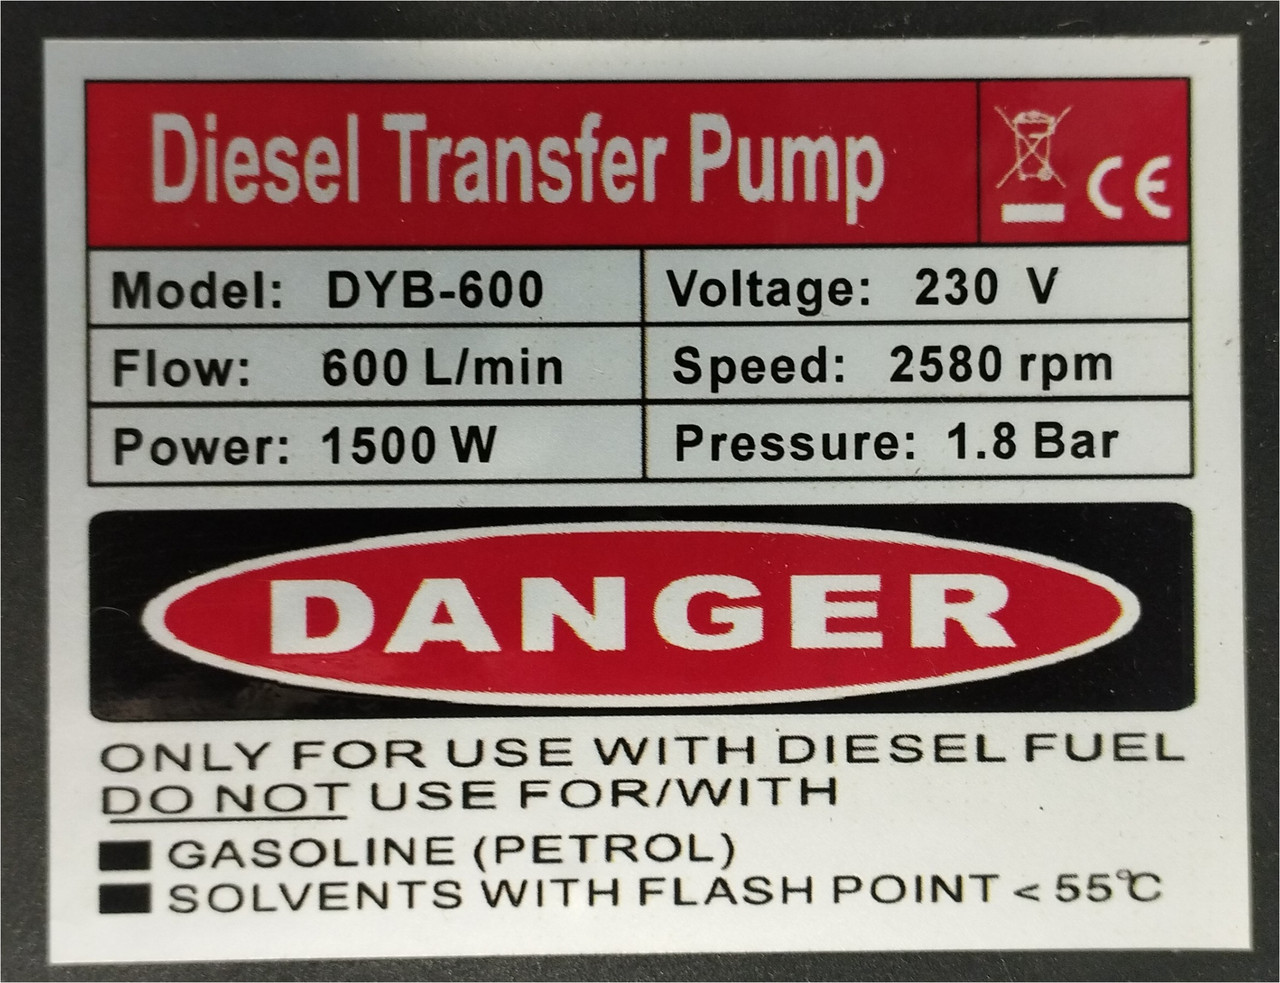 Diesel Transfer Pump CE
Model: DYB-600 Voltage: 230 V
Flow: 600 L/min Speed: 2580 rpm
Power: 1500 W Pressure: 1.8 Bar
DANGER
ONLY FOR USE WITH DIESEL FUEL
DO NOT USE FOR/WITH
■ GASOLINE (PETROL)
■ SOLVENTS WITH FLASH POINT < 55℃